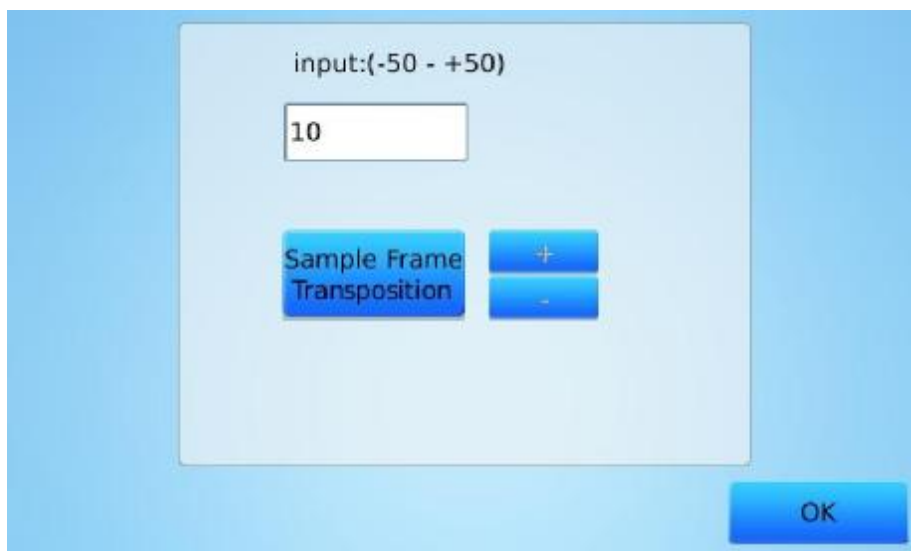 input:(-50 - +50)
10
Sample Frame
Transposition
+
-
OK